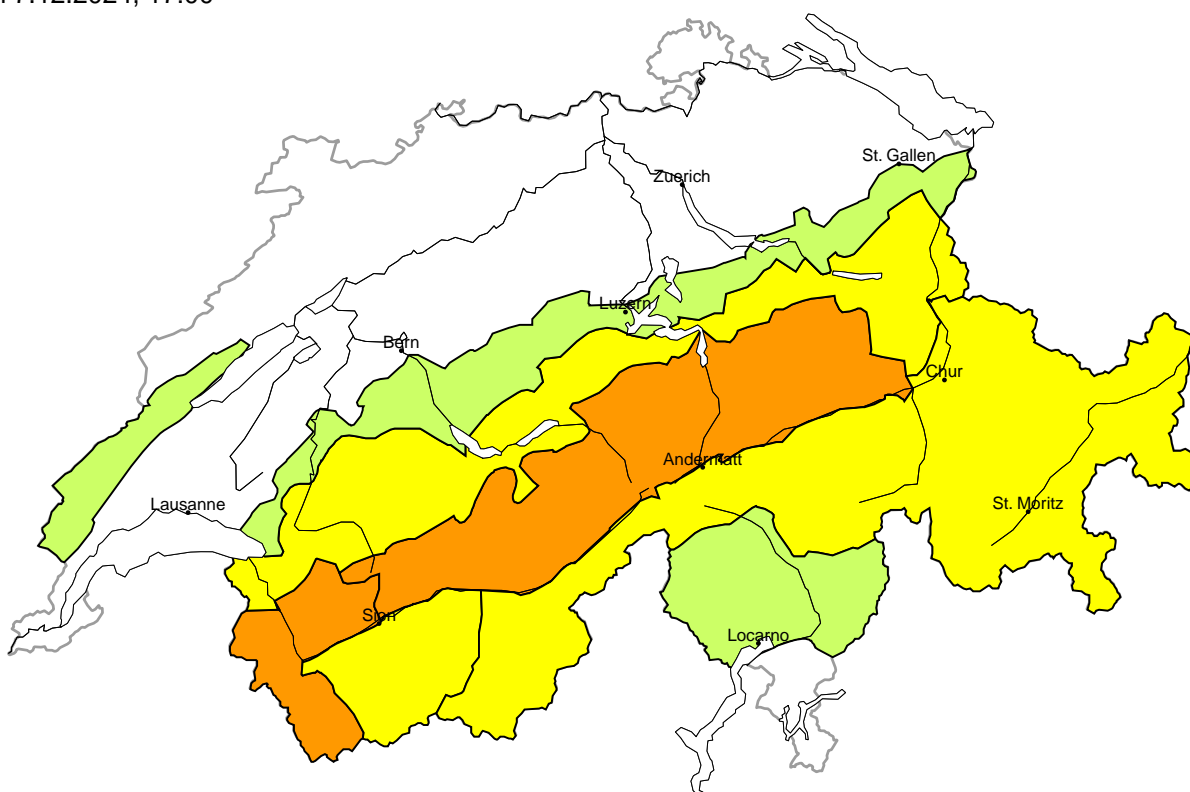 St. Gallen
Zuerich
Luzern
Bern
Chur
Andermatt
Lausanne
St. Moritz
Sion
Locarno